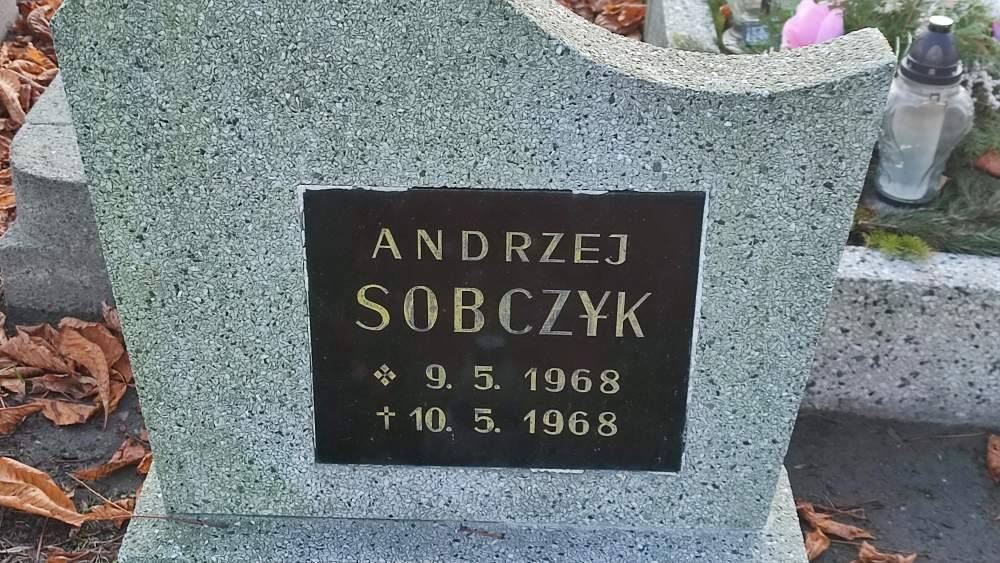 ANDRZEJ
SOBCZYK
❖ 9. 5. 1968
✝ 10. 5. 1968